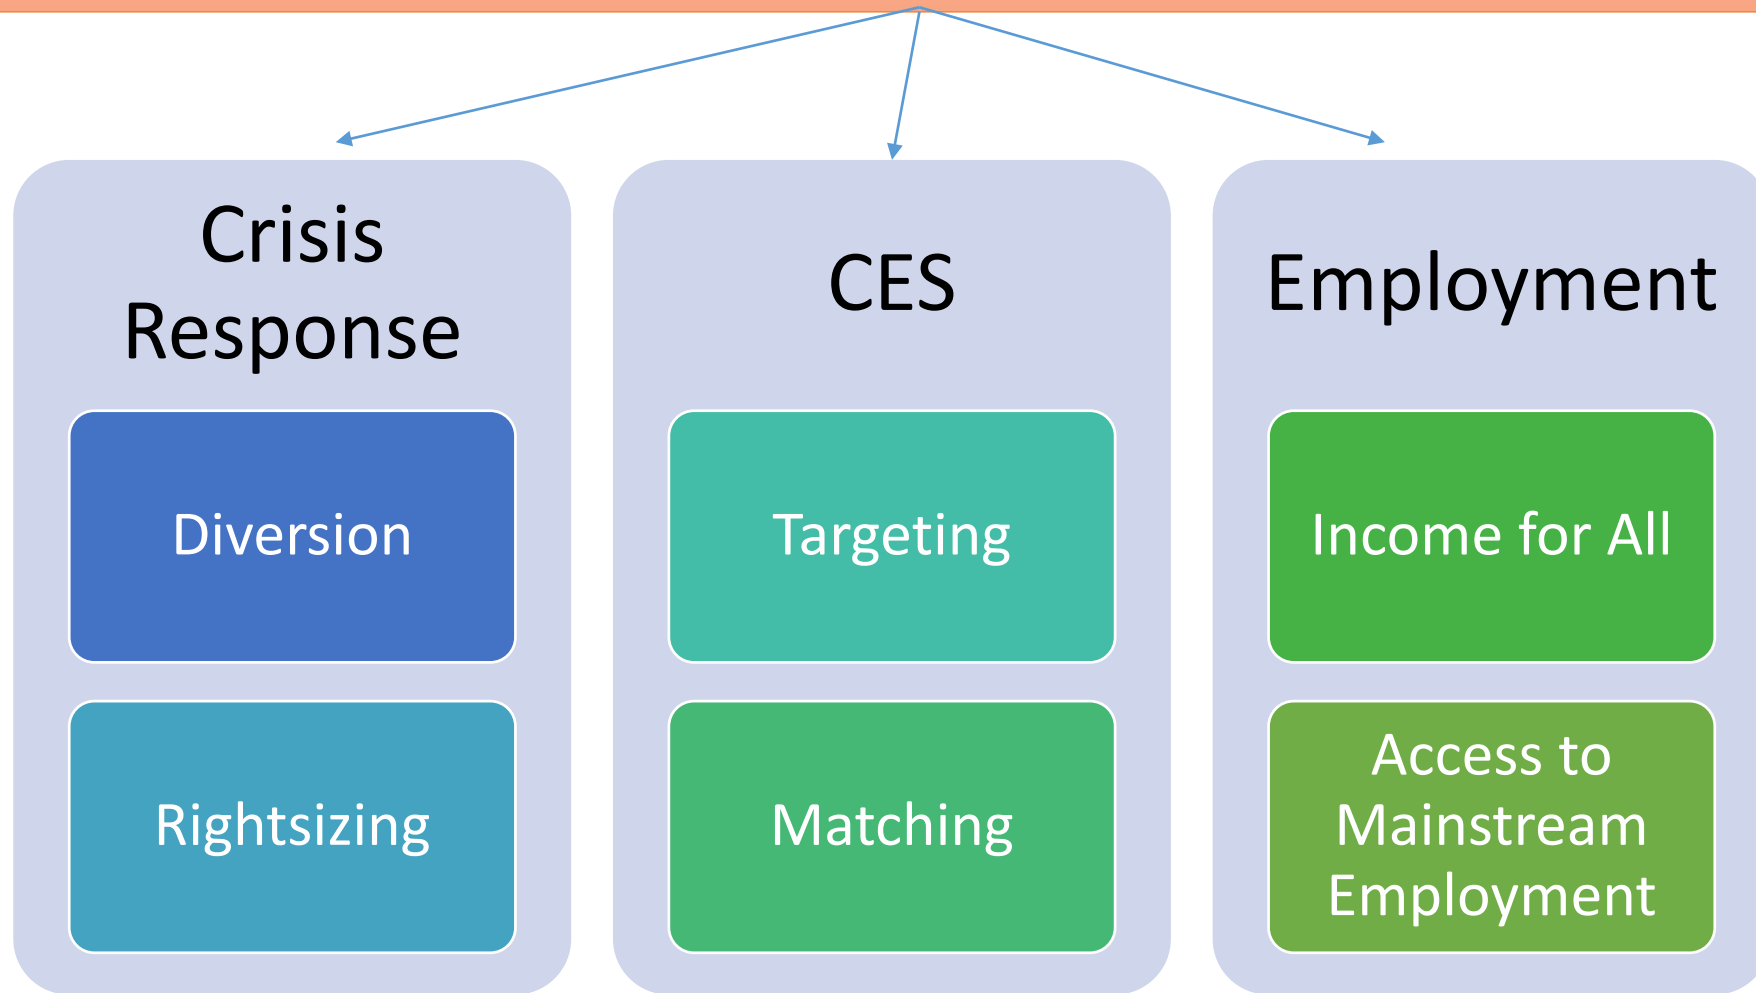 Crisis
Response
Diversion
Rightsizing
CES
Targeting
Matching
Employment
Income for All
Access to
Mainstream
Employment